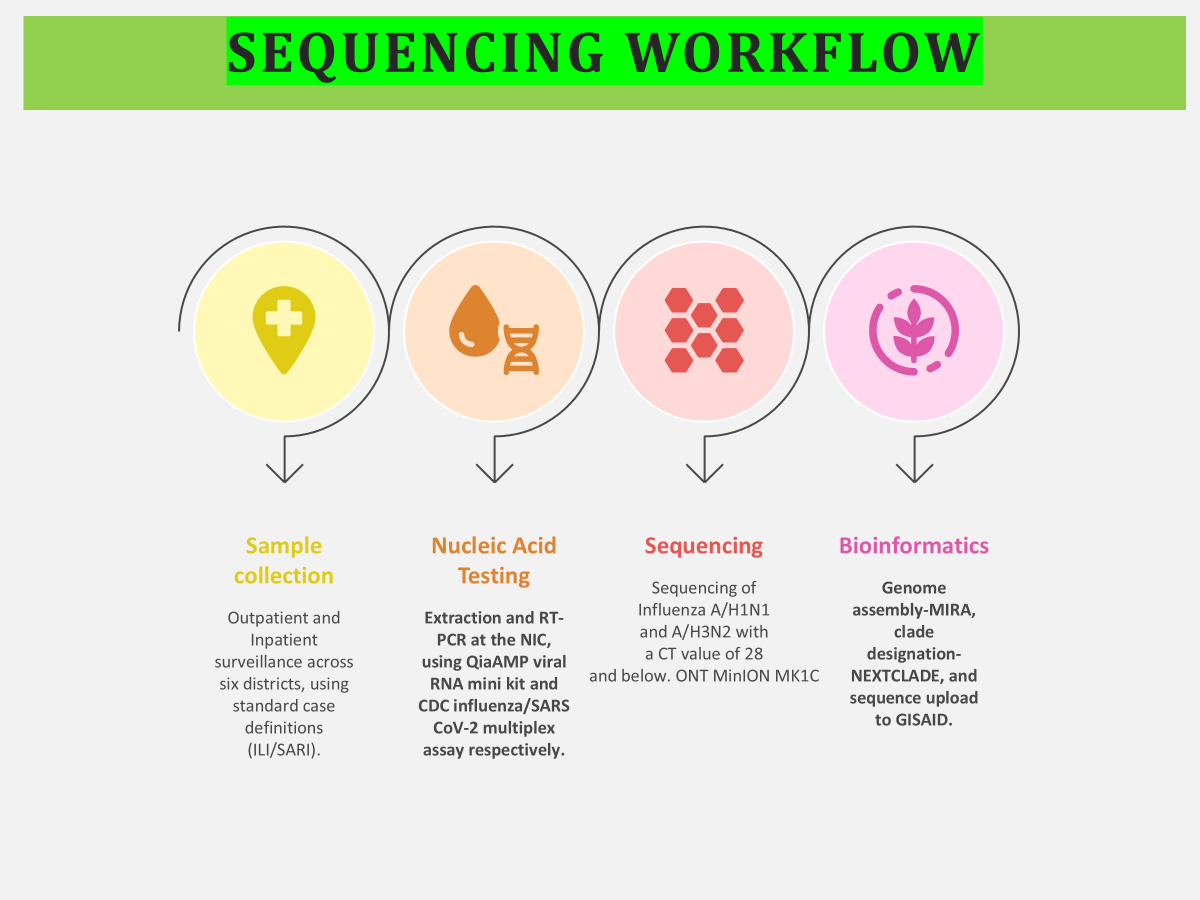 SEQUENCING WORKFLOW
Sample
collection
Outpatient and
Inpatient
surveillance across
six districts, using
standard case
definitions
(ILI/SARI).
Nucleic Acid
Testing
Extraction and RT-
PCR at the NIC,
using QiaAMP viral
RNA mini kit and
CDC influenza/SARS
CoV-2 multiplex
assay respectively.
Sequencing
Sequencing of
Influenza A/H1N1
and A/H3N2 with
a CT value of 28
and below. ONT MinION MK1C
Bioinformatics
Genome
assembly-MIRA,
clade
designation-
NEXTCLADE, and
sequence upload
to GISAID.